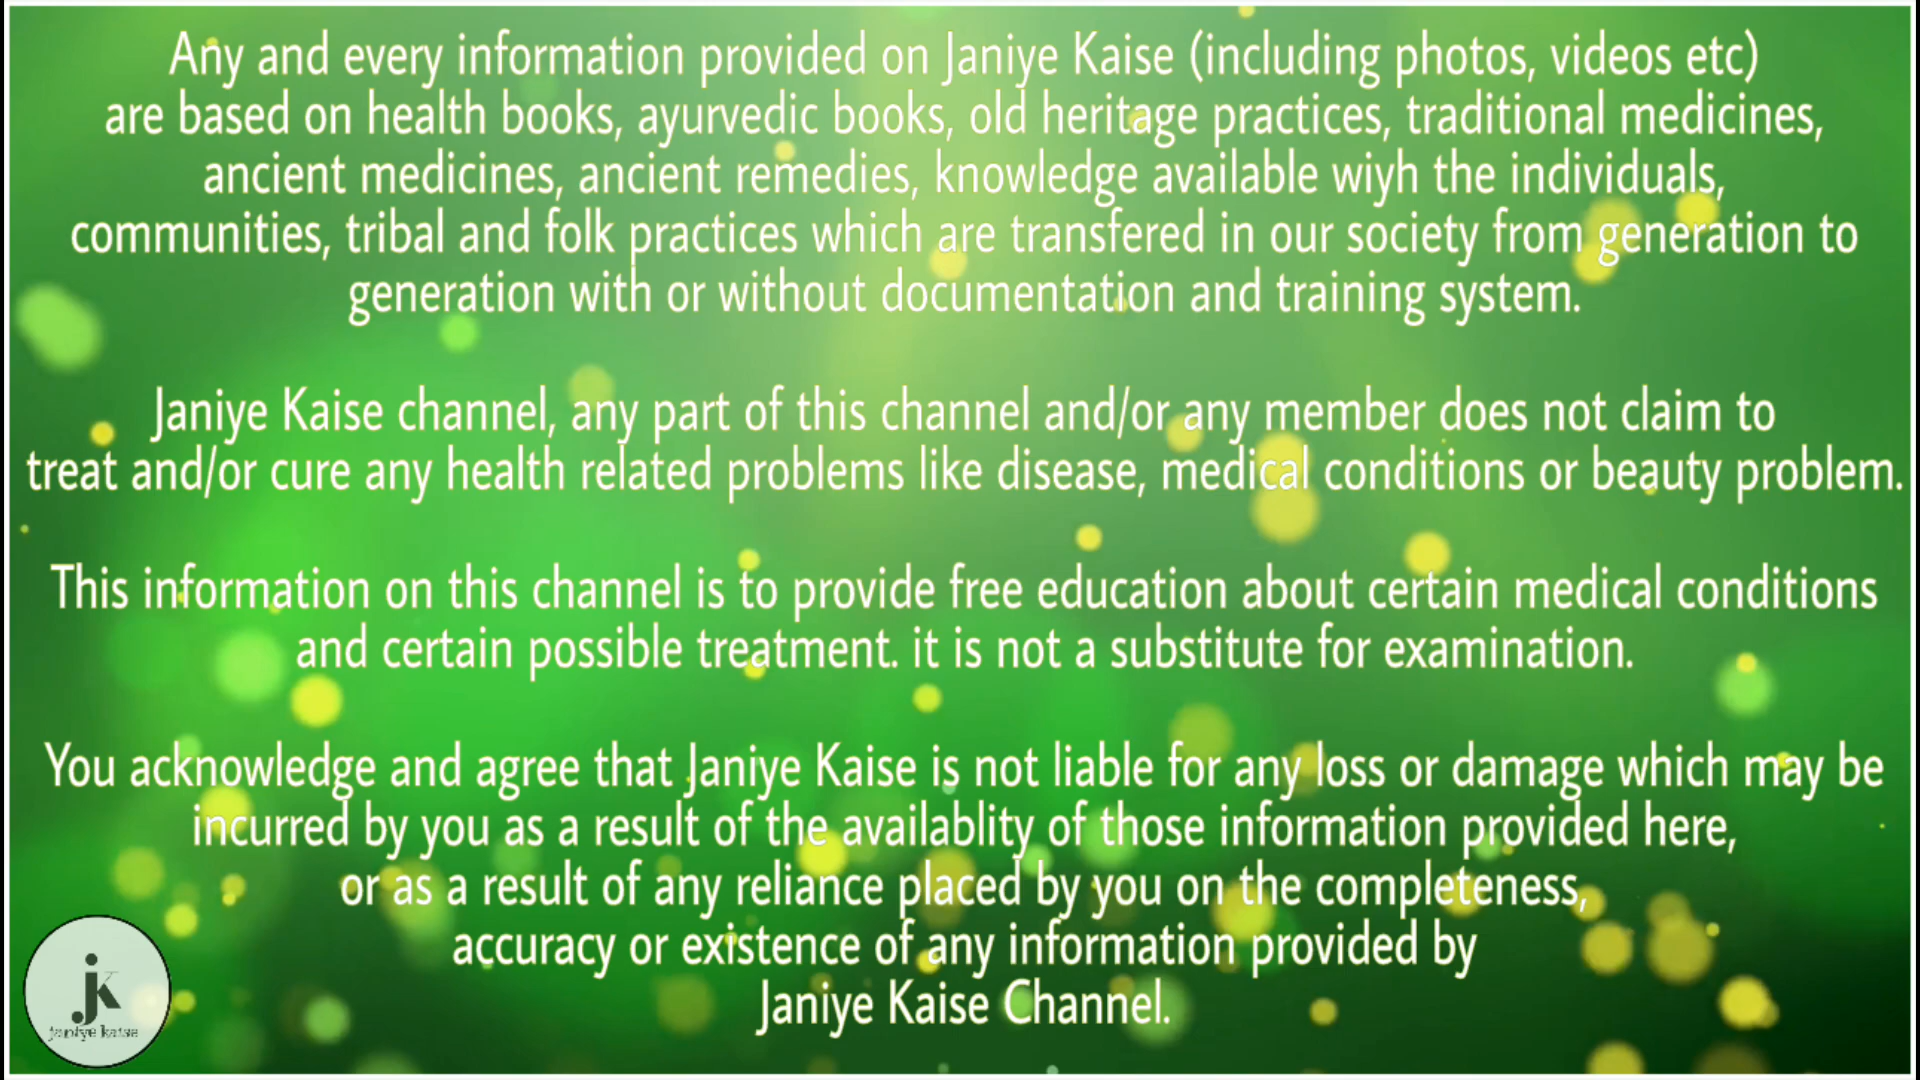 Any and every information provided on Janiye Kaise (including photos, videos etc)
are based on health books, ayurvedic books, old heritage practices, traditional medicines,
ancient medicines, ancient remedies, knowledge available wiyh the individuals,
communities, tribal and folk practices which are transfered in our society from generation to
generation with or without documentation and training system.
Janiye Kaise channel, any part of this channel and/or any member does not claim to
treat and/or cure any health related problems like disease, medical conditions or beauty problem.
This information on this channel is to provide free education about certain medical conditions
and certain possible treatment. it is not a substitute for examination.
You acknowledge and agree that Janiye Kaise is not liable for any loss or damage which may be
incurred by you as a result of the availablity of those information provided here,
or as a result of any reliance placed by you on the completeness,
accuracy or existence of any information provided by
Janiye Kaise Channel.
jk
janiye kaise